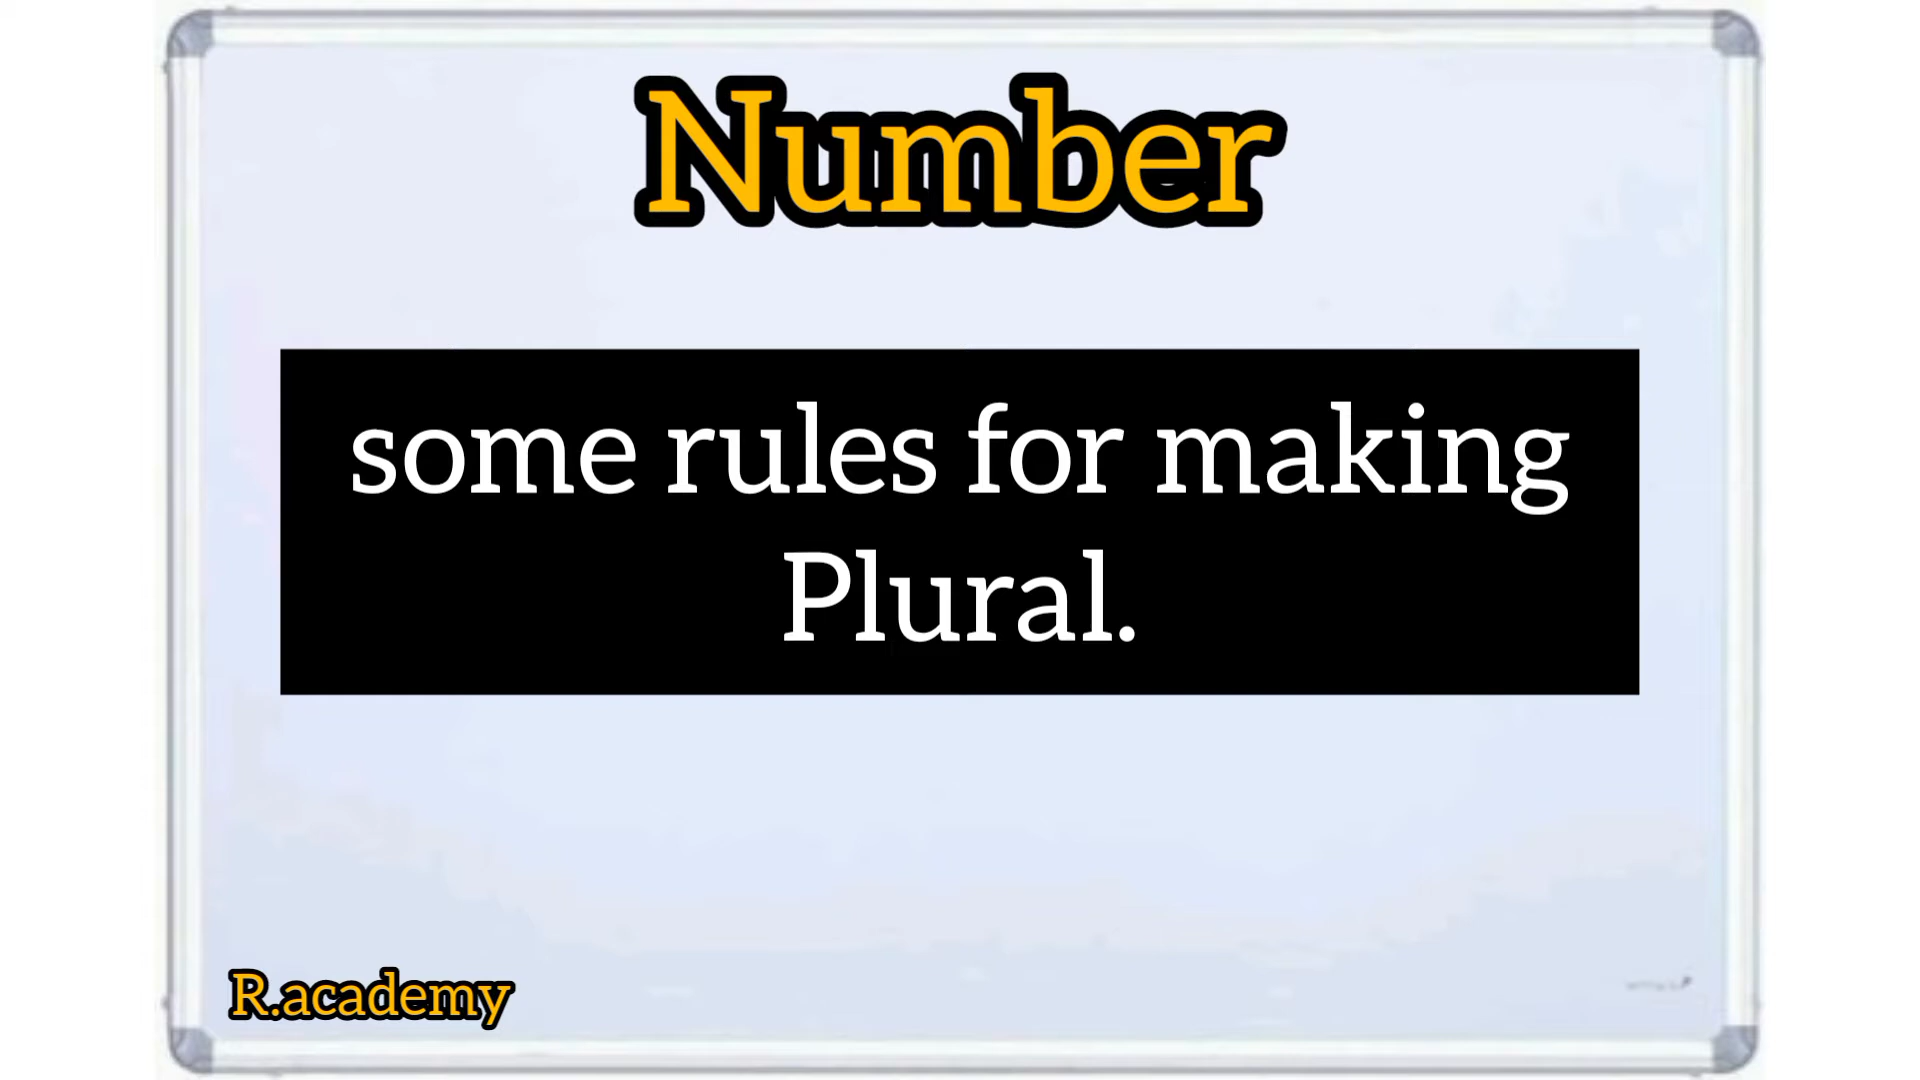 Number
some rules for making
Plural.
R.academy